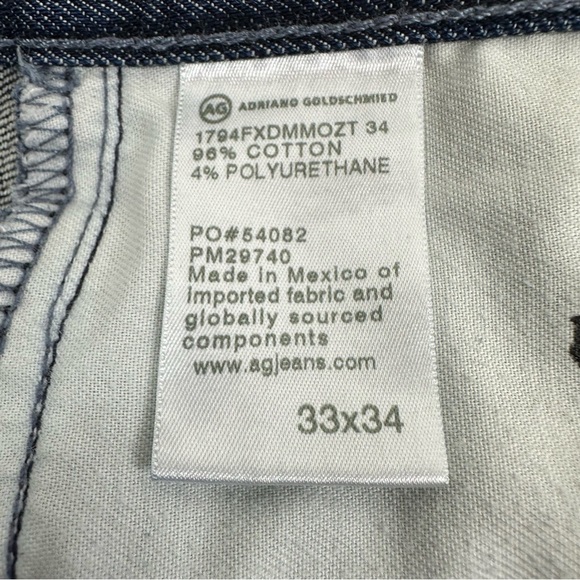 AG ADRIANO GOLDSCHMIED
1794FXDMMOZT 34
96% COTTON
4% POLYURETHANE
PO#54082
PM29740
Made in Mexico of
imported fabric and
globally sourced
components
www.agjeans.com
33x34